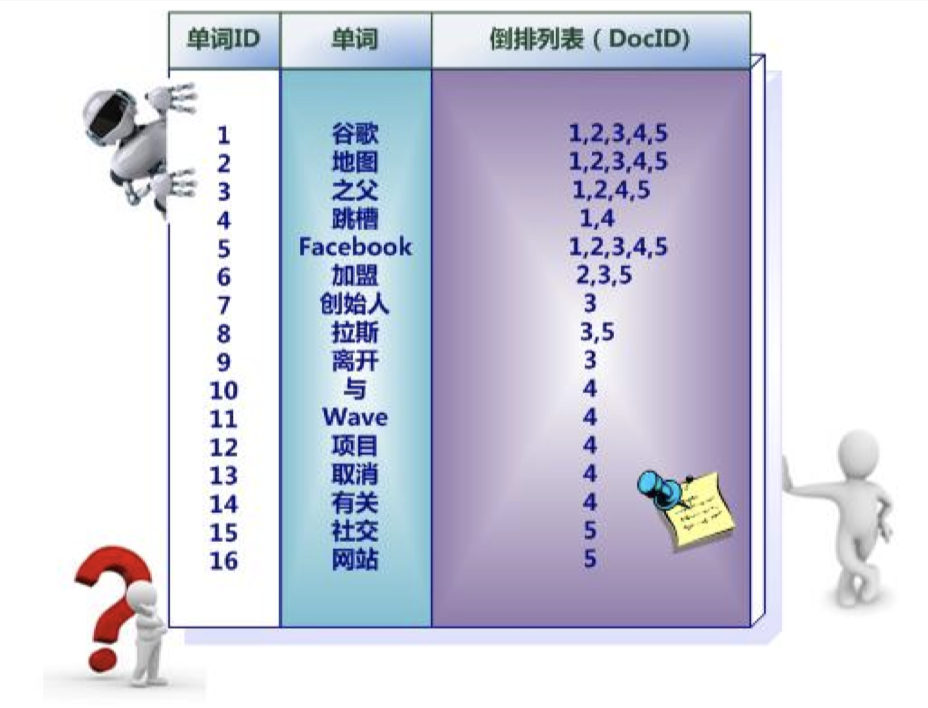 单词ID 单词 倒排列表（DocID)
1 谷歌 1,2,3,4,5
2 地图 1,2,3,4,5
3 之父 1,2,4,5
4 跳槽 1,4
5 Facebook 1,2,3,4,5
6 加盟 2,3,5
7 创始人 3
8 拉斯 3,5
9 离开 3
10 与 4
11 Wave 4
12 项目 4
13 取消 4
14 有关 4
15 社交 5
16 网站 5